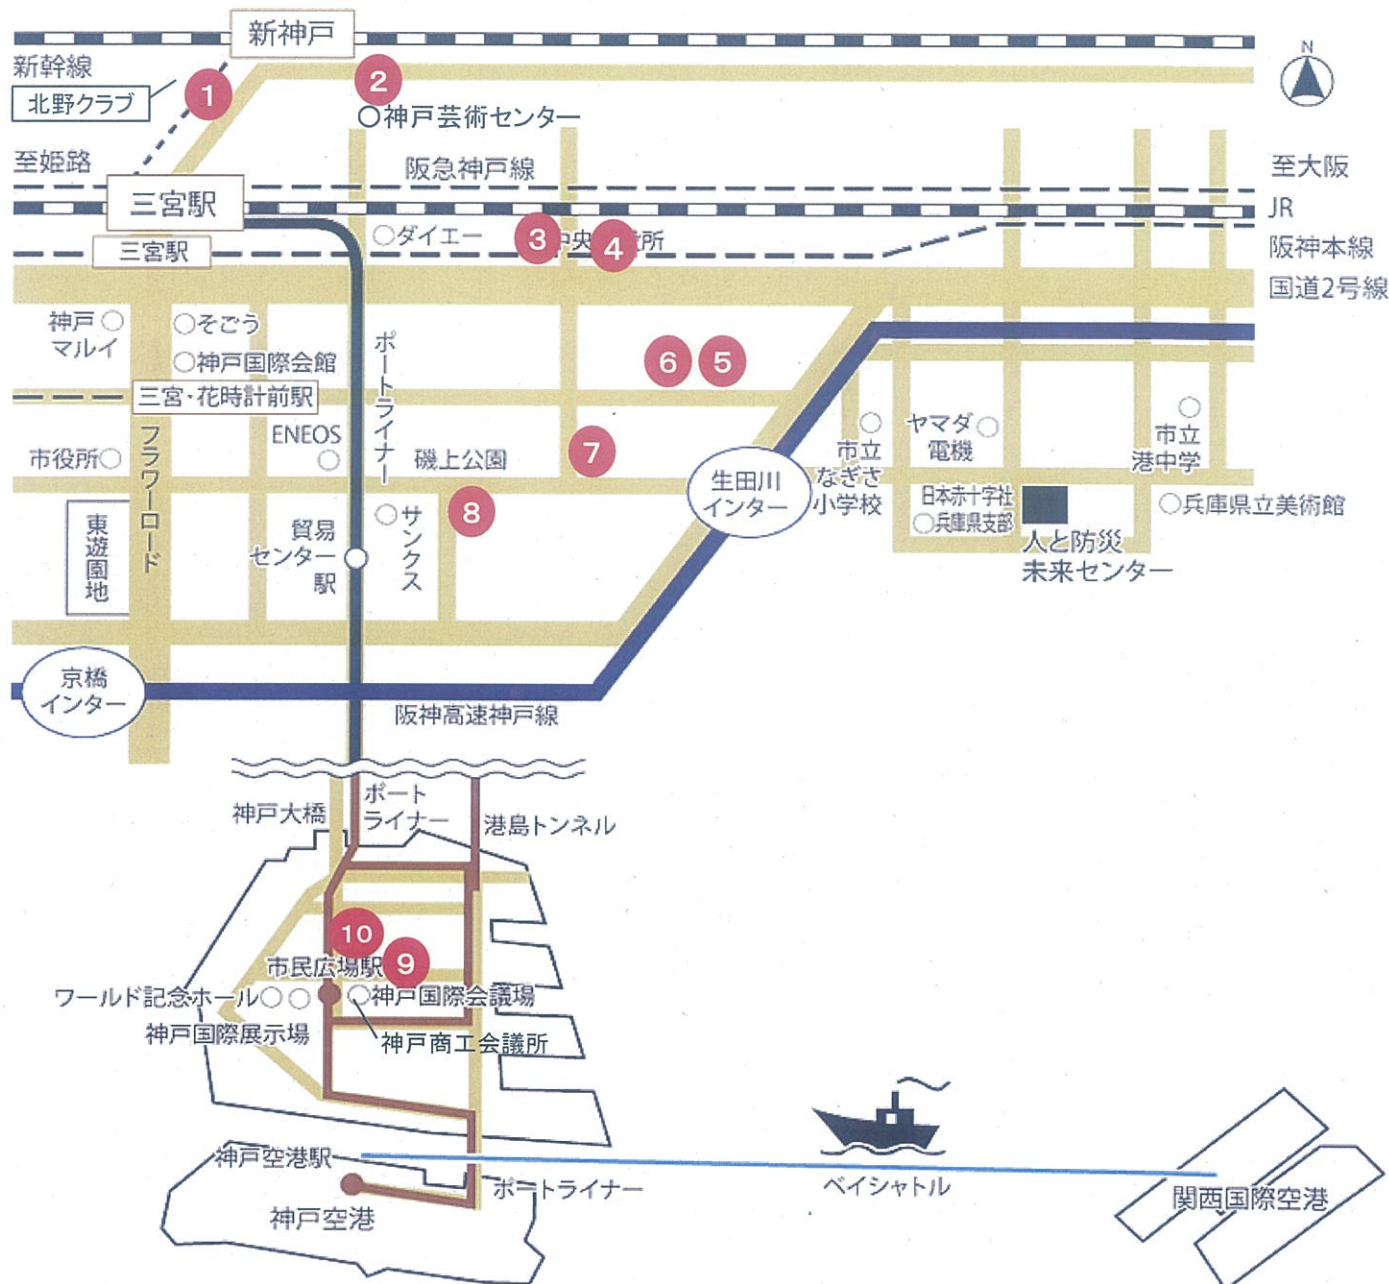 新神戸
N
新幹線
北野クラブ
1
2
神戸芸術センター
至姫路
阪急神戸線
至大阪
三宮駅
JR
ダイエー
3
中央
4
所
三宮駅
阪神本線
国道2号線
神戸
マルイ
そごう
神戸国際会館
ポートライナー
6
5
三宮・花時計前駅
フラワーロード
ENEOS
市役所
磯上公園
7
市立
なぎさ
小学校
ヤマダ
電機
市立
港中学
生田川
インター
8
日本赤十字社
兵庫県支部
兵庫県立美術館
東遊園地
貿易
センター
駅
サンクス
人と防災
未来センター
京橋
インター
阪神高速神戸線
神戸大橋
ポート
ライナー
港島トンネル
10
9
市民広場駅
ワールド記念ホール
神戸国際会議場
神戸国際展示場
神戸商工会議所
神戸空港駅
ポートライナー
ベイシャトル
関西国際空港
神戸空港